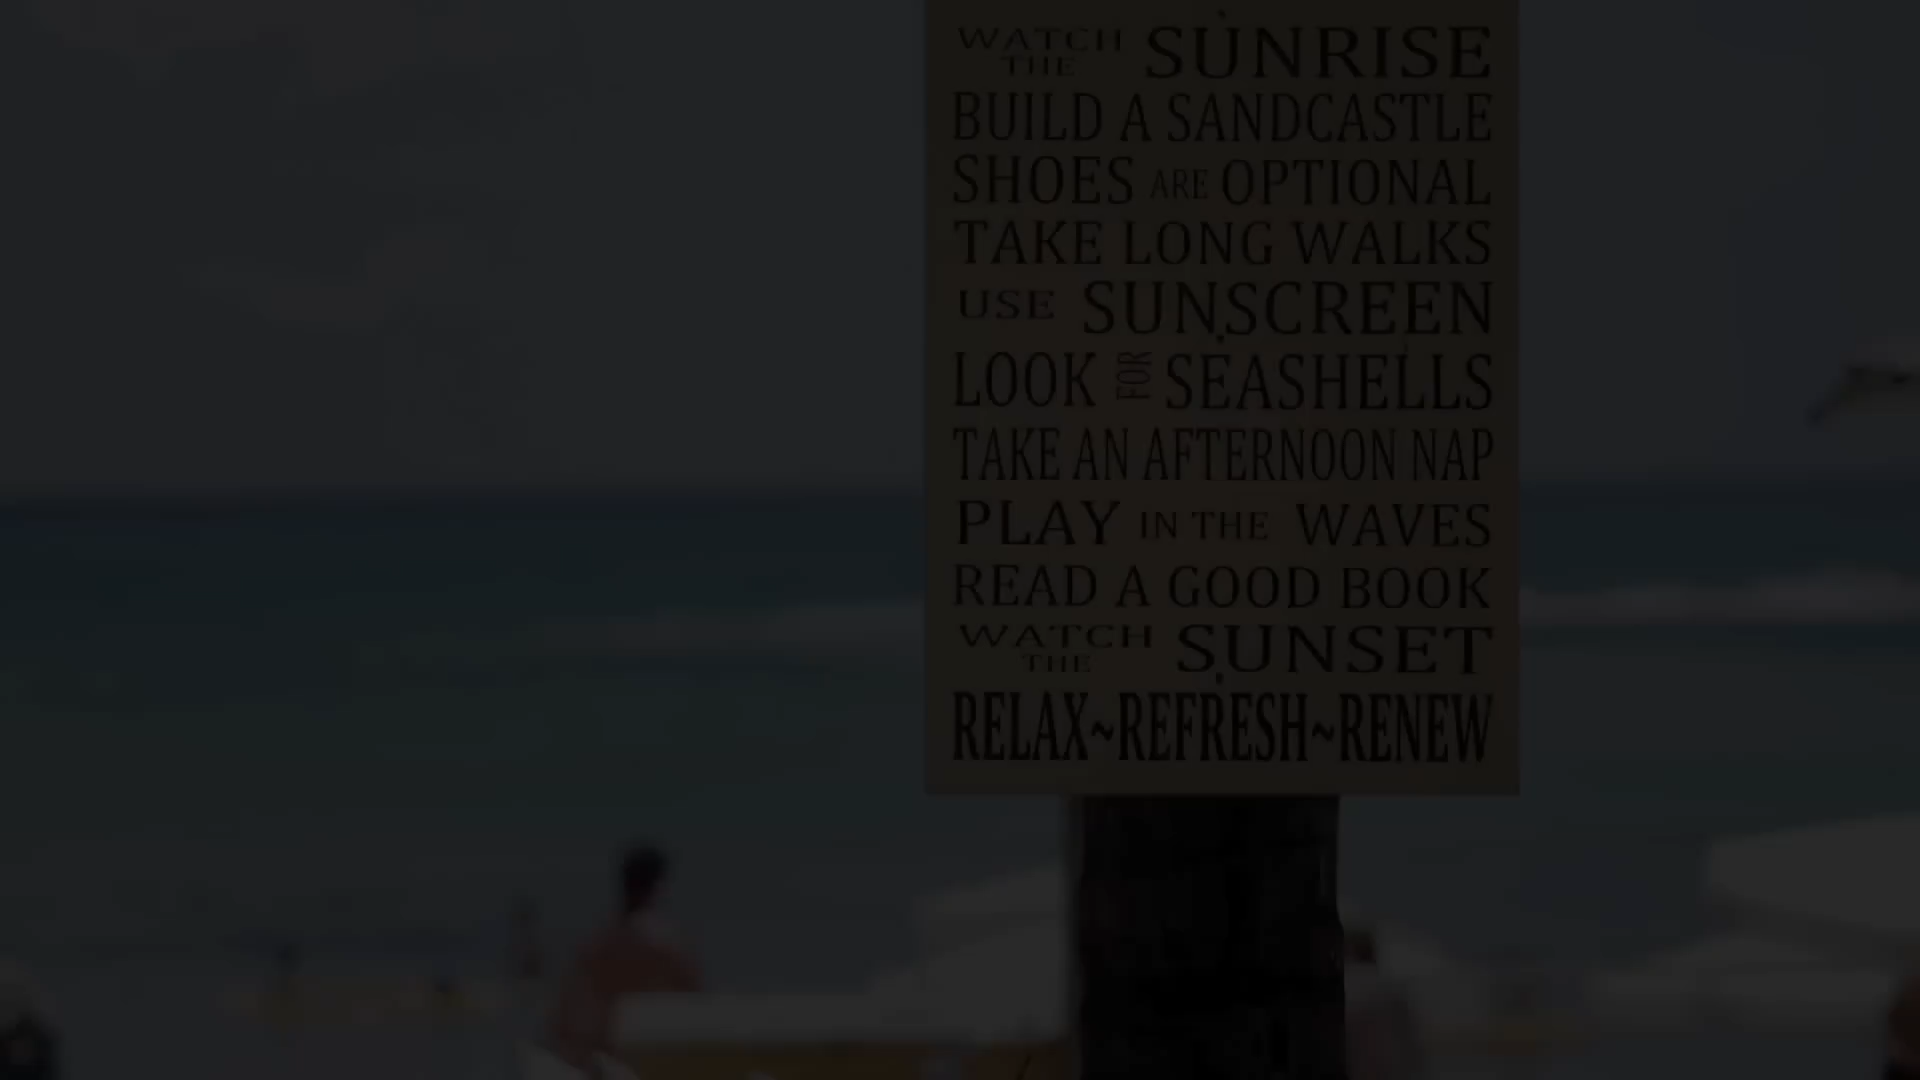 WATCH THE SUNRISE
BUILD A SANDCASTLE
SHOES ARE OPTIONAL
TAKE LONG WALKS
USE SUNSCREEN
LOOK FOR SEASHELLS
TAKE AN AFTERNOON NAP
PLAY IN THE WAVES
READ A GOOD BOOK
WATCH THE SUNSET
RELAX~REFRESH~RENEW